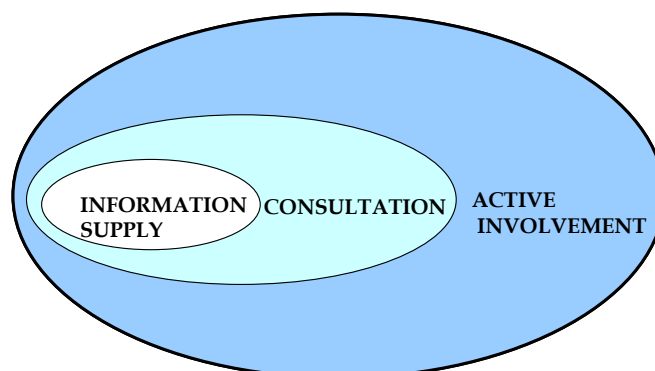 INFORMATION
SUPPLY
CONSULTATION
ACTIVE
INVOLVEMENT